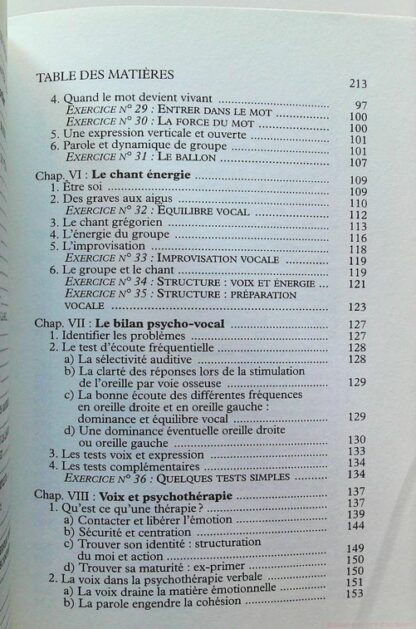 TABLE DES MATIÈRES 213
4. Quand le mot devient vivant ........ 97
EXERCICE N° 29 : ENTRER DANS LE MOT ........ 100
EXERCICE N° 30 : LA FORCE DU MOT ........ 100
5. Une expression verticale et ouverte ........ 101
6. Parole et dynamique de groupe ........ 101
EXERCICE N° 31 : LE BALLON ........ 107
Chap. VI : Le chant énergie ........ 109
1. Être soi ........ 109
2. Des graves aux aigus ........ 110
EXERCICE N° 32 : EQUILIBRE VOCAL ........ 112
3. Le chant grégorien ........ 113
4. L'énergie du groupe ........ 116
5. L'improvisation ........ 118
EXERCICE N° 33 : IMPROVISATION VOCALE ........ 119
6. Le groupe et le chant ........ 119
EXERCICE N° 34 : STRUCTURE : VOIX ET ÉNERGIE ... 121
EXERCICE N° 35 : STRUCTURE : PRÉPARATION
VOCALE ........ 123
Chap. VII : Le bilan psycho-vocal ........ 127
1. Identifier les problèmes ........ 127
2. Le test d'écoute fréquentielle ........ 128
a) La sélectivité auditive ........ 128
b) La clarté des réponses lors de la stimulation
de l'oreille par voie osseuse ........ 129
c) La bonne écoute des différentes fréquences
en oreille droite et en oreille gauche :
dominance et équilibre vocal ........ 129
d) Une dominance éventuelle oreille droite
ou oreille gauche ........ 130
3. Les tests voix et expression ........ 133
4. Les tests complémentaires ........ 134
EXERCICE N° 36 : QUELQUES TESTS SIMPLES ........ 134
Chap. VIII : Voix et psychothérapie ........ 137
1. Qu'est ce qu'une thérapie ? ........ 137
a) Contacter et libérer l'émotion ........ 139
b) Sécurité et centration ........ 144
c) Trouver son identité : structuration
du moi et action ........ 149
d) Trouver sa maturité : ex-primer ........ 150
2. La voix dans la psychothérapie verbale ........ 150
a) La voix draine la matière émotionnelle ........ 151
b) La parole engendre la cohésion ........ 153